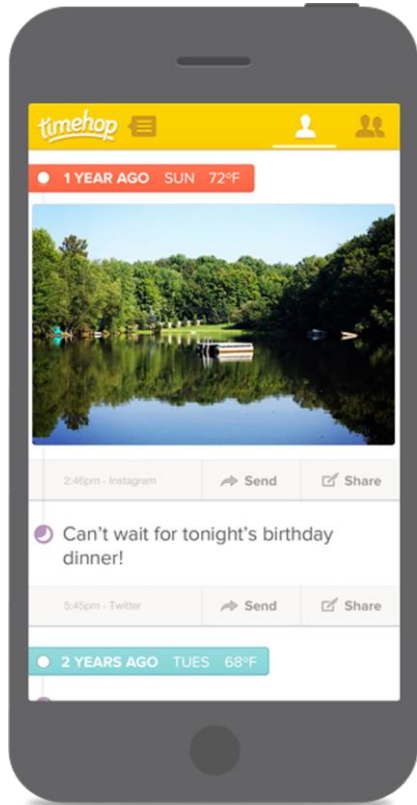 timehop
1 YEAR AGO SUN 72°F
2:46pm - Instagram Send Share
Can't wait for tonight's birthday
dinner!
5:45pm - Twitter Send Share
2 YEARS AGO TUES 68°F